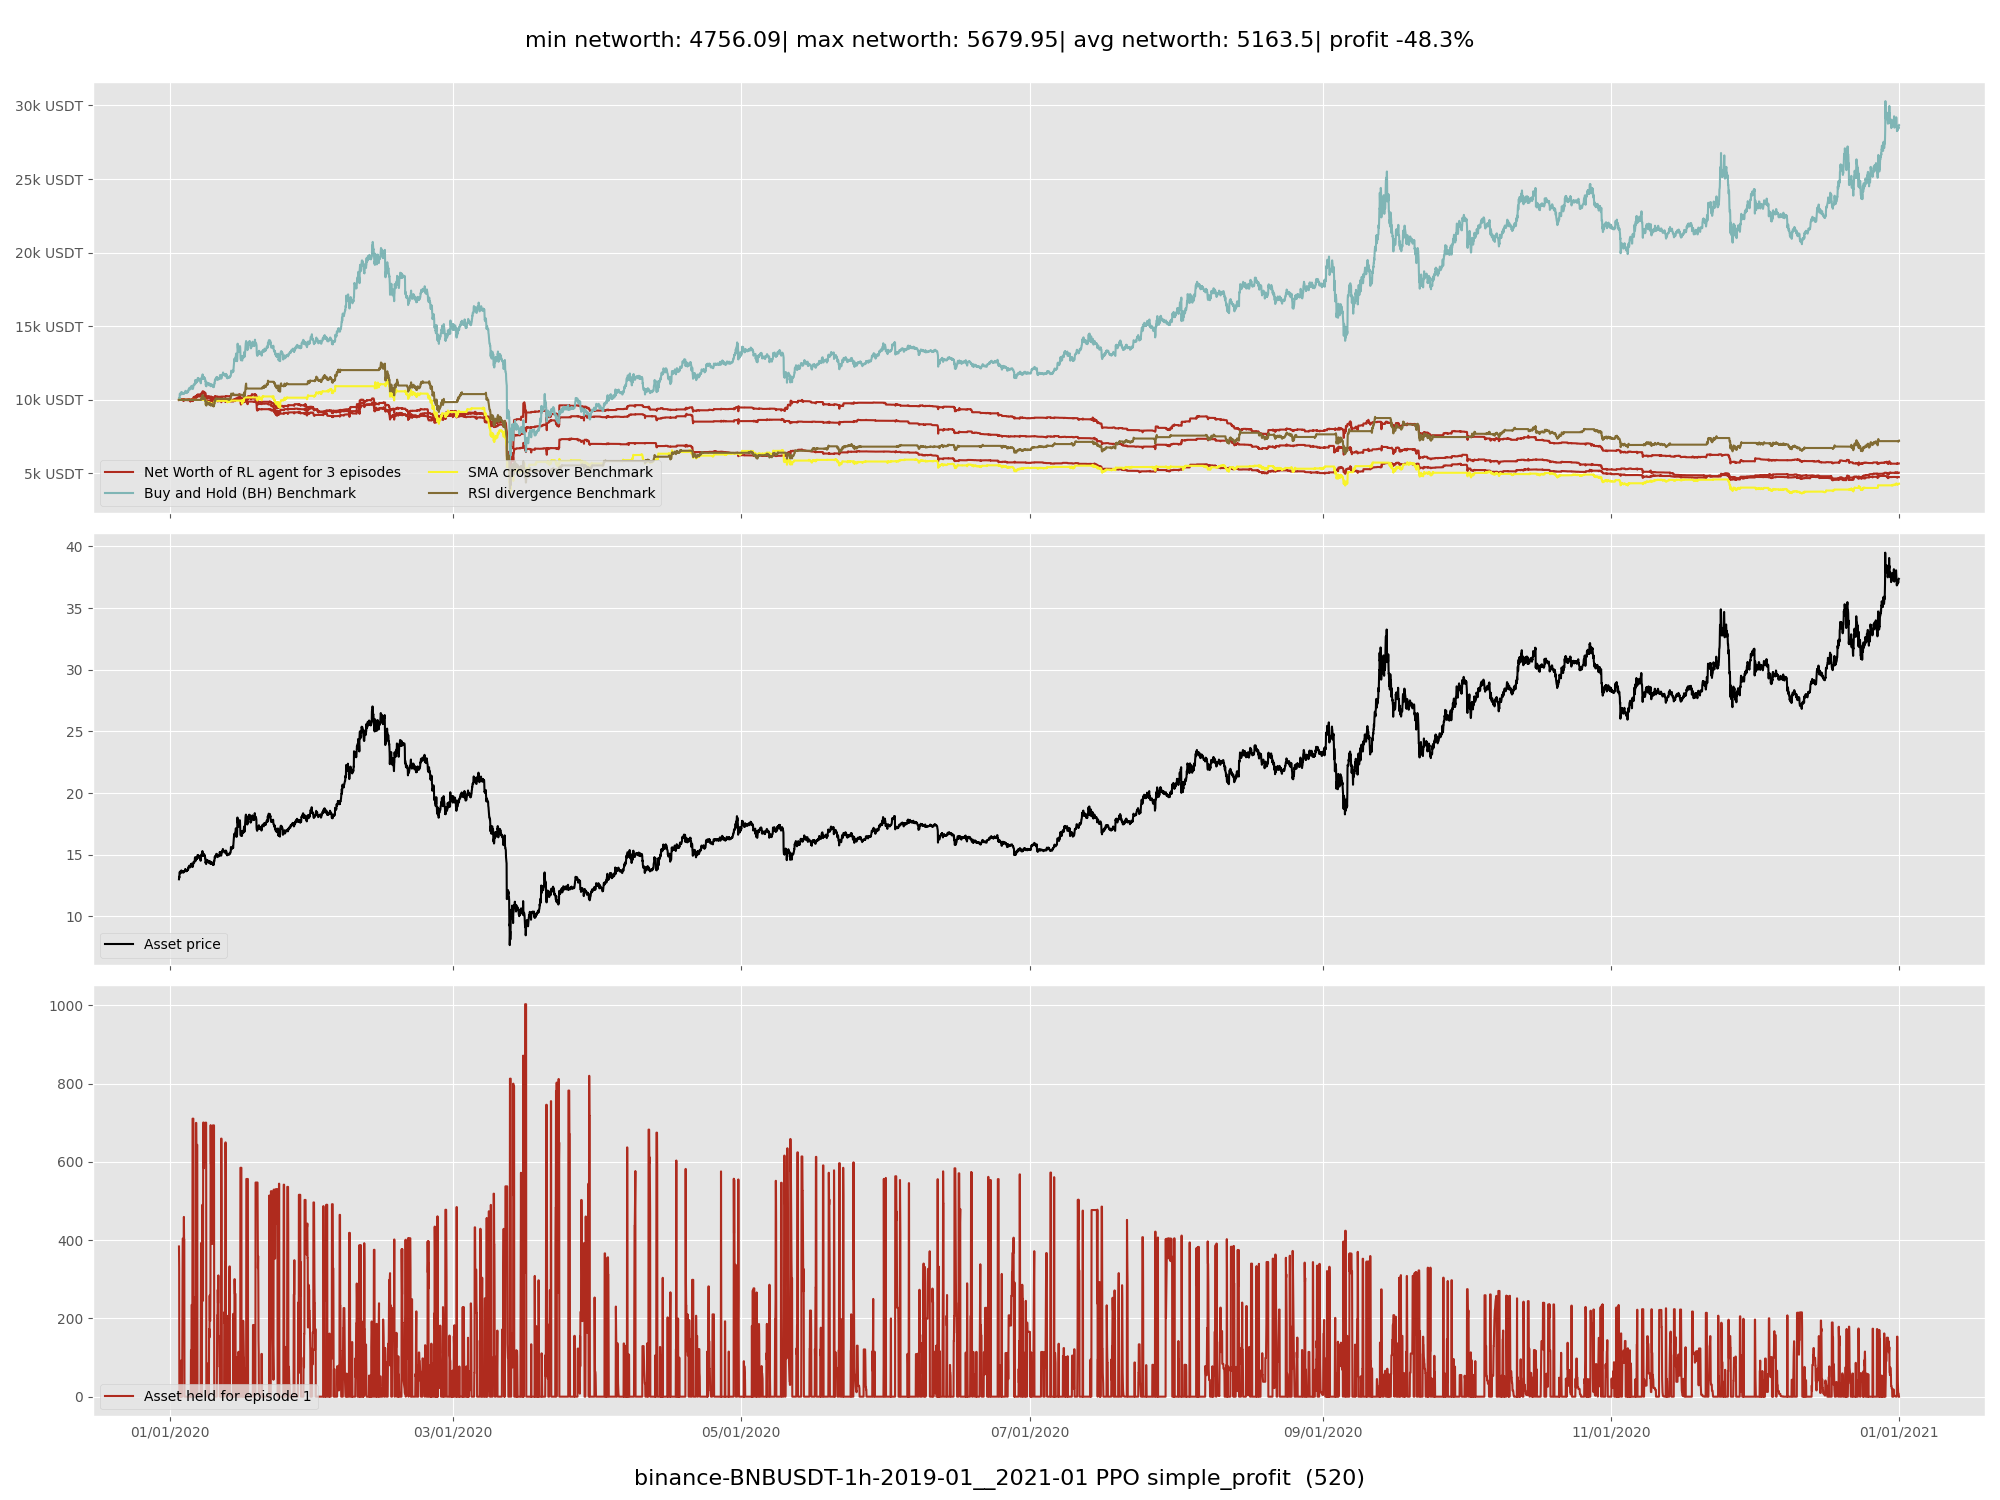 min networth: 4756.09| max networth: 5679.95| avg networth: 5163.5| profit -48.3%
30k USDT
25k USDT
20k USDT
15k USDT
10k USDT
5k USDT
Net Worth of RL agent for 3 episodes
Buy and Hold (BH) Benchmark
SMA crossover Benchmark
RSI divergence Benchmark
40
35
30
25
20
15
10
Asset price
1000
800
600
400
200
0
Asset held for episode 1
01/01/2020 03/01/2020 05/01/2020 07/01/2020 09/01/2020 11/01/2020 01/01/2021
binance-BNBUSDT-1h-2019-01__2021-01 PPO simple_profit (520)